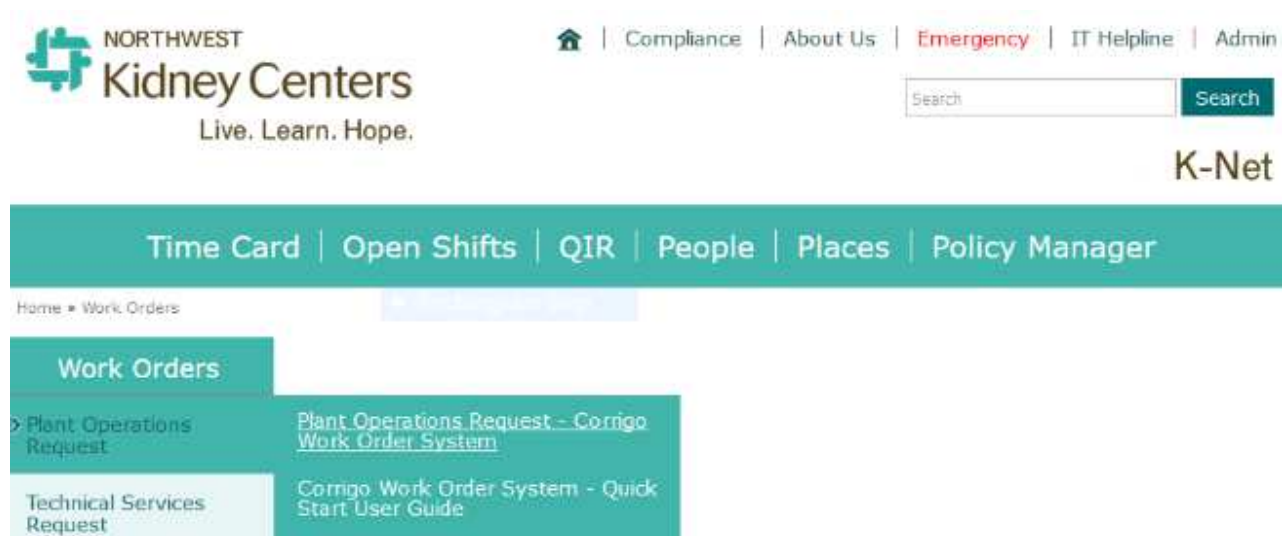 NORTHWEST
Kidney Centers
Live. Learn. Hope.
| Compliance | About Us | Emergency | IT Helpline | Admin
Search Search
K-Net
Time Card | Open Shifts | QIR | People | Places | Policy Manager
Home » Work Orders
Work Orders
> Plant Operations
Request
Plant Operations Request - Corrigo
Work Order System
Corrigo Work Order System - Quick
Start User Guide
Technical Services
Request